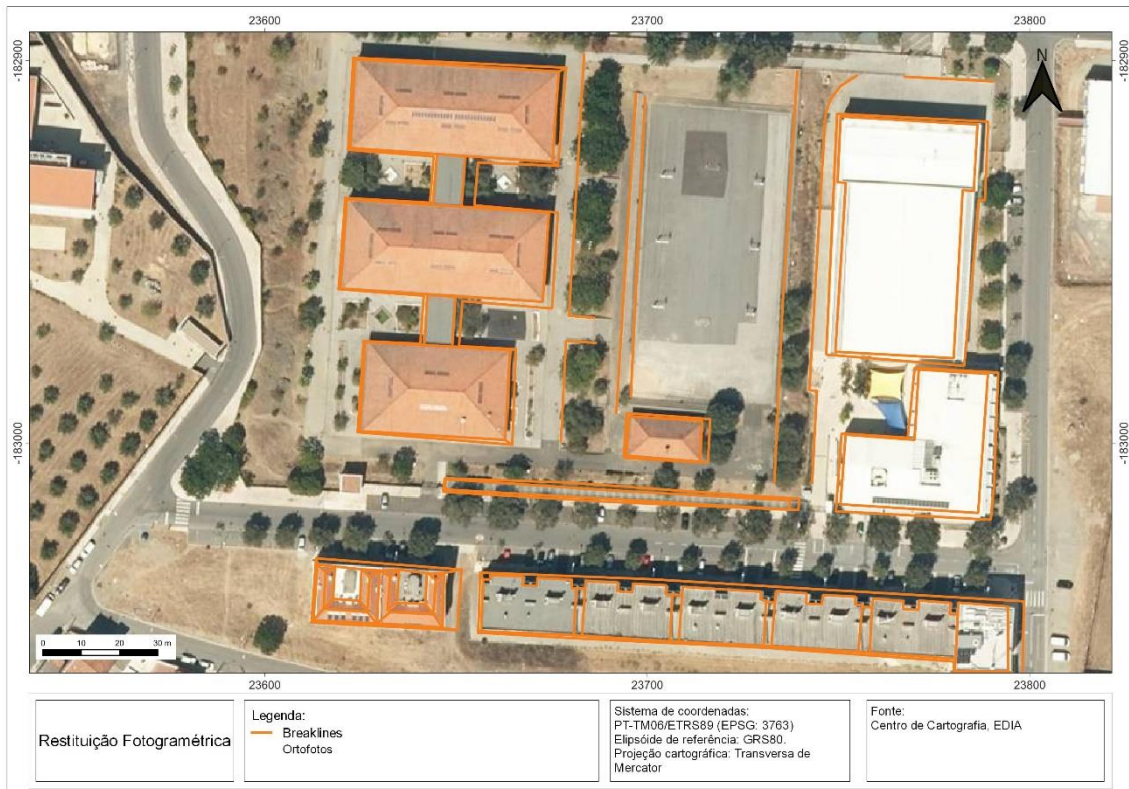 23600 23700 23800
-182900 -182900
N
-183000 -183000
0 10 20 30 m
23600 23700 23800
Restituição Fotogramétrica
Legenda:
Breaklines
Ortofotos
Sistema de coordenadas:
PT-TM06/ETRS89 (EPSG: 3763)
Elipsóide de referência: GRS80.
Projeção cartográfica: Transversa de
Mercator
Fonte:
Centro de Cartografia, EDIA